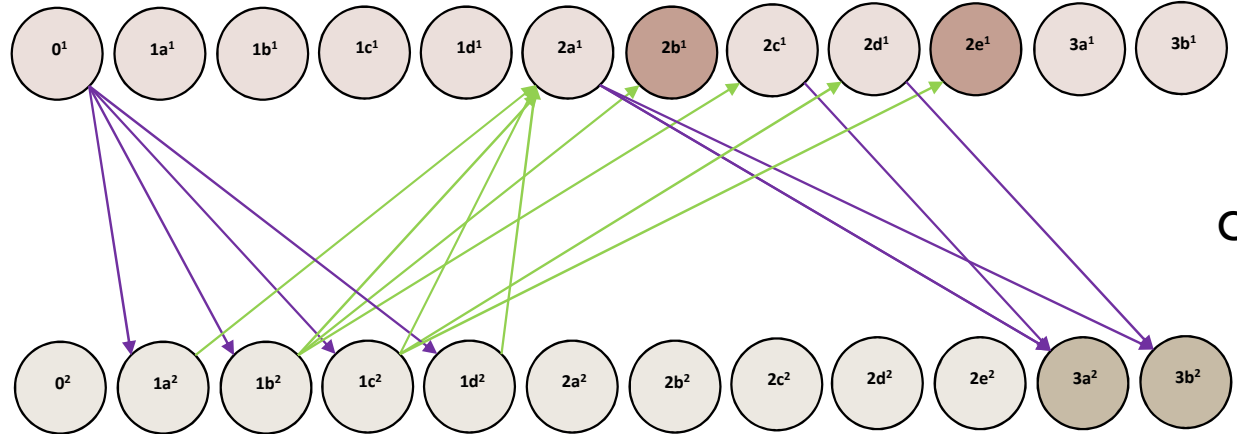 0¹ 1a¹ 1b¹ 1c¹ 1d¹ 2a¹ 2b¹ 2c¹ 2d¹ 2e¹ 3a¹ 3b¹
0² 1a² 1b² 1c² 1d² 2a² 2b² 2c² 2d² 2e² 3a² 3b²